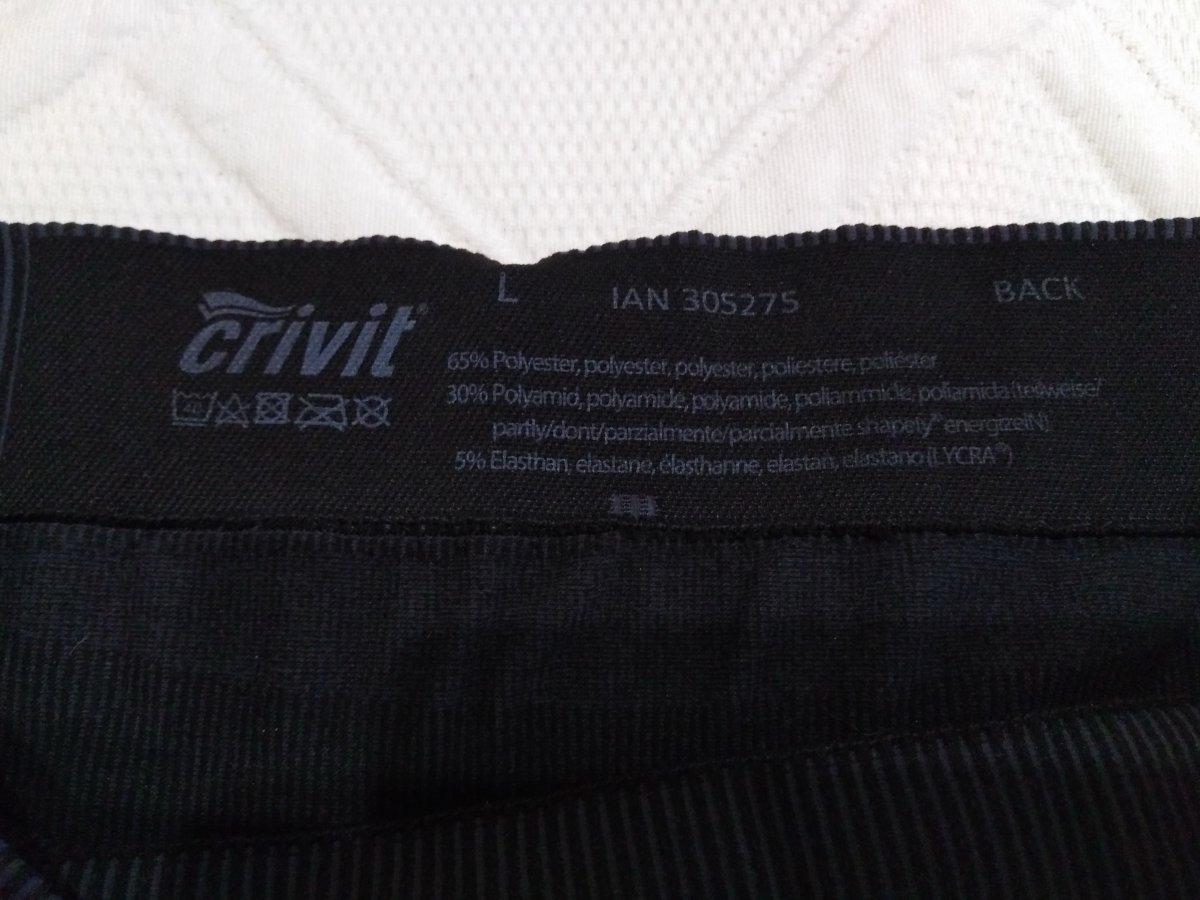 L IAN 305275 BACK
crivit®
65% Polyester, polyester, polyester, poliestere, poliéster
30% Polyamid, polyamide, polyamide, poliammide, poliamida (teilweise/
partly/dont/parzialmente/parcialmente shapely® energizeIN)
5% Elasthan, elastane, élasthanne, elastan, elastano (LYCRA®)